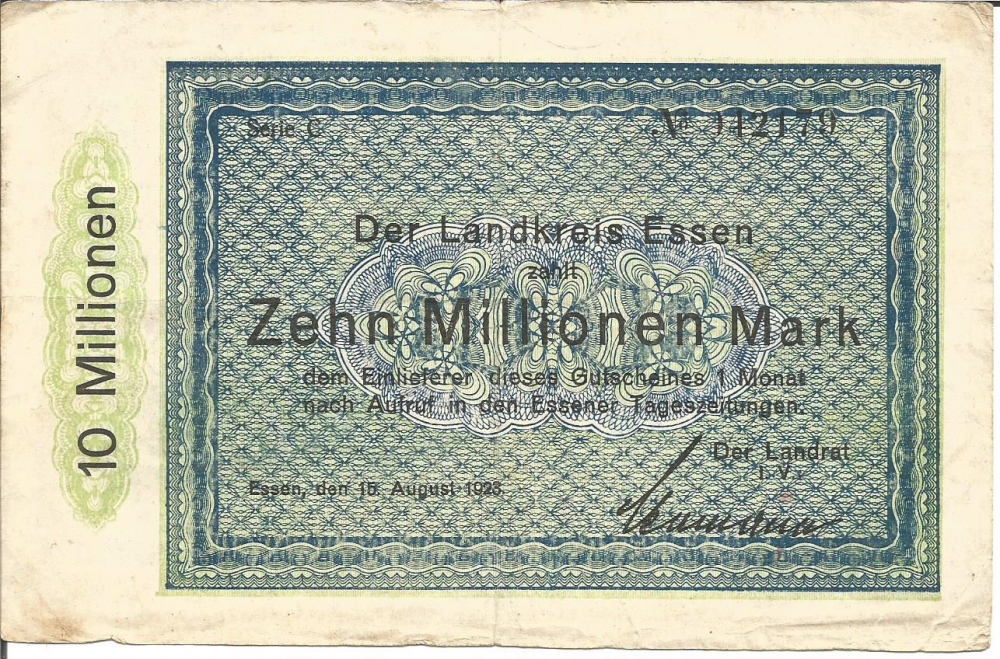 10 Millionen
Serie C
№ 042179
Der Landkreis Essen
zahlt
Zehn Millionen Mark
dem Einlieferer dieses Gutscheines 1 Monat
nach Aufruf in den Essener Tageszeitungen.
Der Landrat
I. V.
Essen, den 15. August 1923.